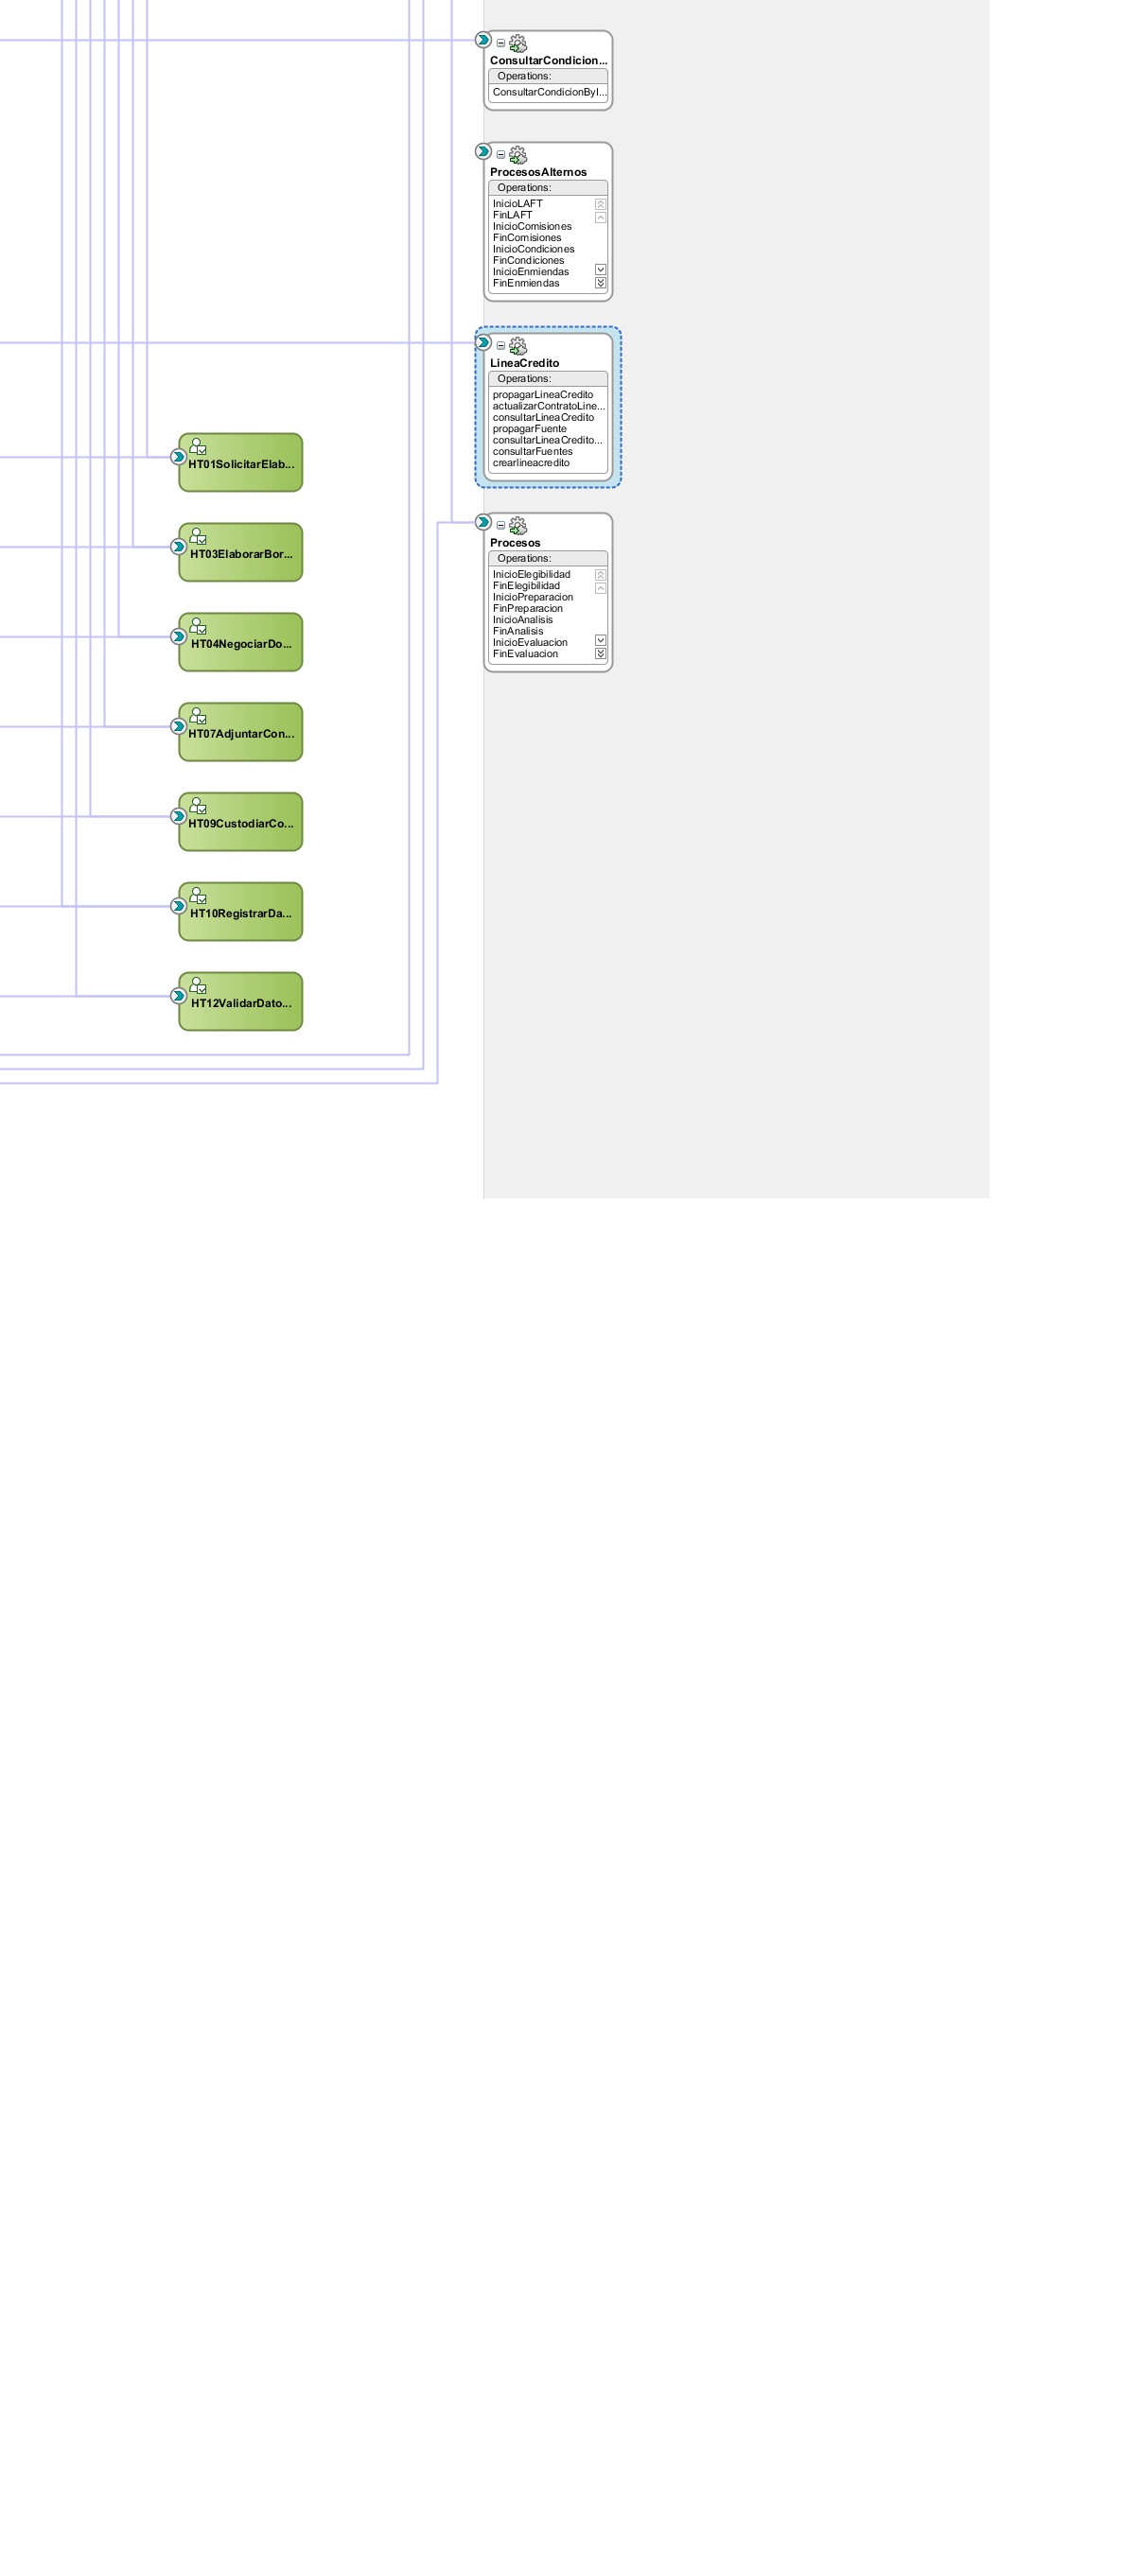 ConsultarCondicion...
Operations:
ConsultarCondicionByI...
ProcesosAlternos
Operations:
InicioLAFT
FinLAFT
InicioComisiones
FinComisiones
InicioCondiciones
FinCondiciones
InicioEnmiendas
FinEnmiendas
LineaCredito
Operations:
propagarLineaCredito
actualizarContratoLine...
consultarLineaCredito
propagarFuente
consultarLineaCredito...
consultarFuentes
crearlineacredito
HT01SolicitarElab...
Procesos
Operations:
InicioElegibilidad
FinElegibilidad
InicioPreparacion
FinPreparacion
InicioAnalisis
FinAnalisis
InicioEvaluacion
FinEvaluacion
HT03ElaborarBor...
HT04NegociarDo...
HT07AdjuntarCon...
HT09CustodiarCo...
HT10RegistrarDa...
HT12ValidarDato...